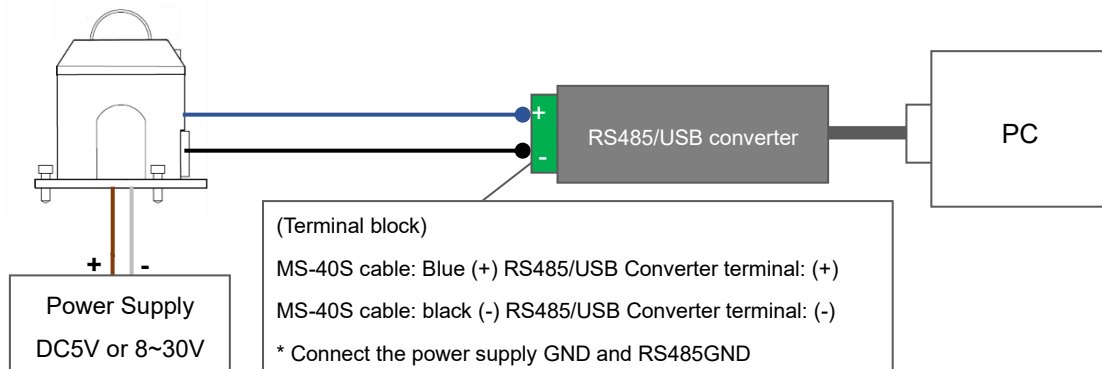 +
-
RS485/USB converter
PC
+ -
Power Supply
DC5V or 8~30V
(Terminal block)
MS-40S cable: Blue (+) RS485/USB Converter terminal: (+)
MS-40S cable: black (-) RS485/USB Converter terminal: (-)
* Connect the power supply GND and RS485GND